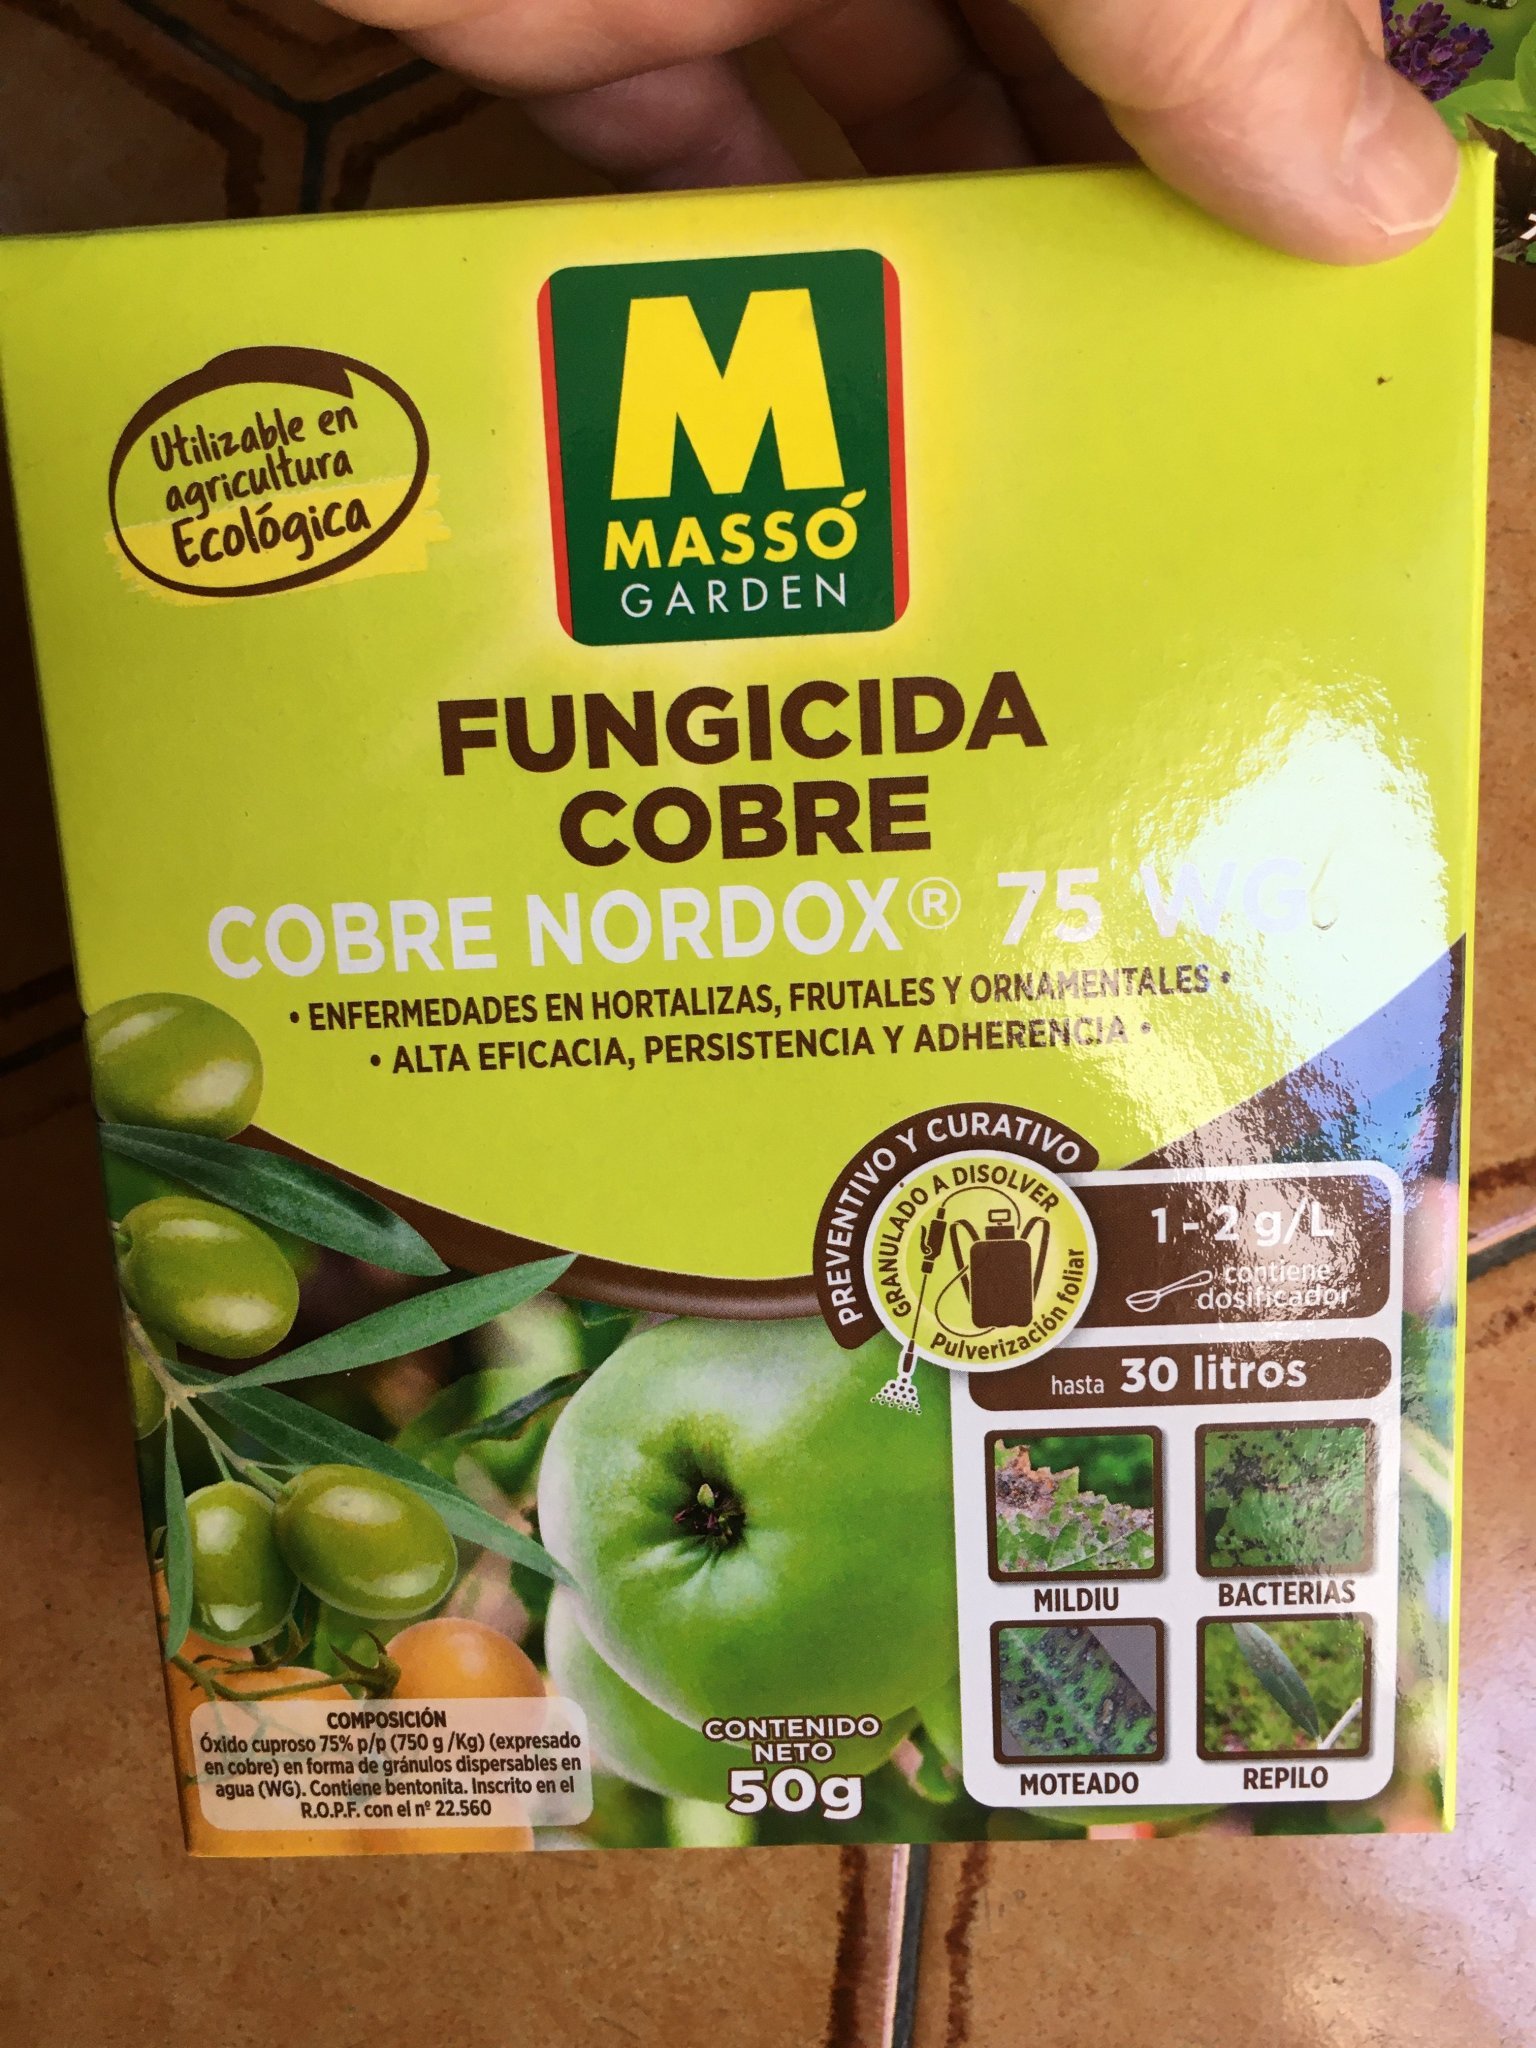 Utilizable en
agricultura
Ecológica
M
MASSÓ
GARDEN
FUNGICIDA
COBRE
COBRE NORDOX® 75 WG
• ENFERMEDADES EN HORTALIZAS, FRUTALES Y ORNAMENTALES •
• ALTA EFICACIA, PERSISTENCIA Y ADHERENCIA •
PREVENTIVO Y CURATIVO
GRANULADO A DISOLVER
Pulverización foliar
1 - 2 g/L
contiene
dosificador
hasta 30 litros
MILDIU
BACTERIAS
MOTEADO
REPILO
COMPOSICIÓN
Óxido cuproso 75% p/p (750 g /Kg) (expresado
en cobre) en forma de gránulos dispersables en
agua (WG). Contiene bentonita. Inscrito en el
R.O.P.F. con el nº 22.560
CONTENIDO
NETO
50g